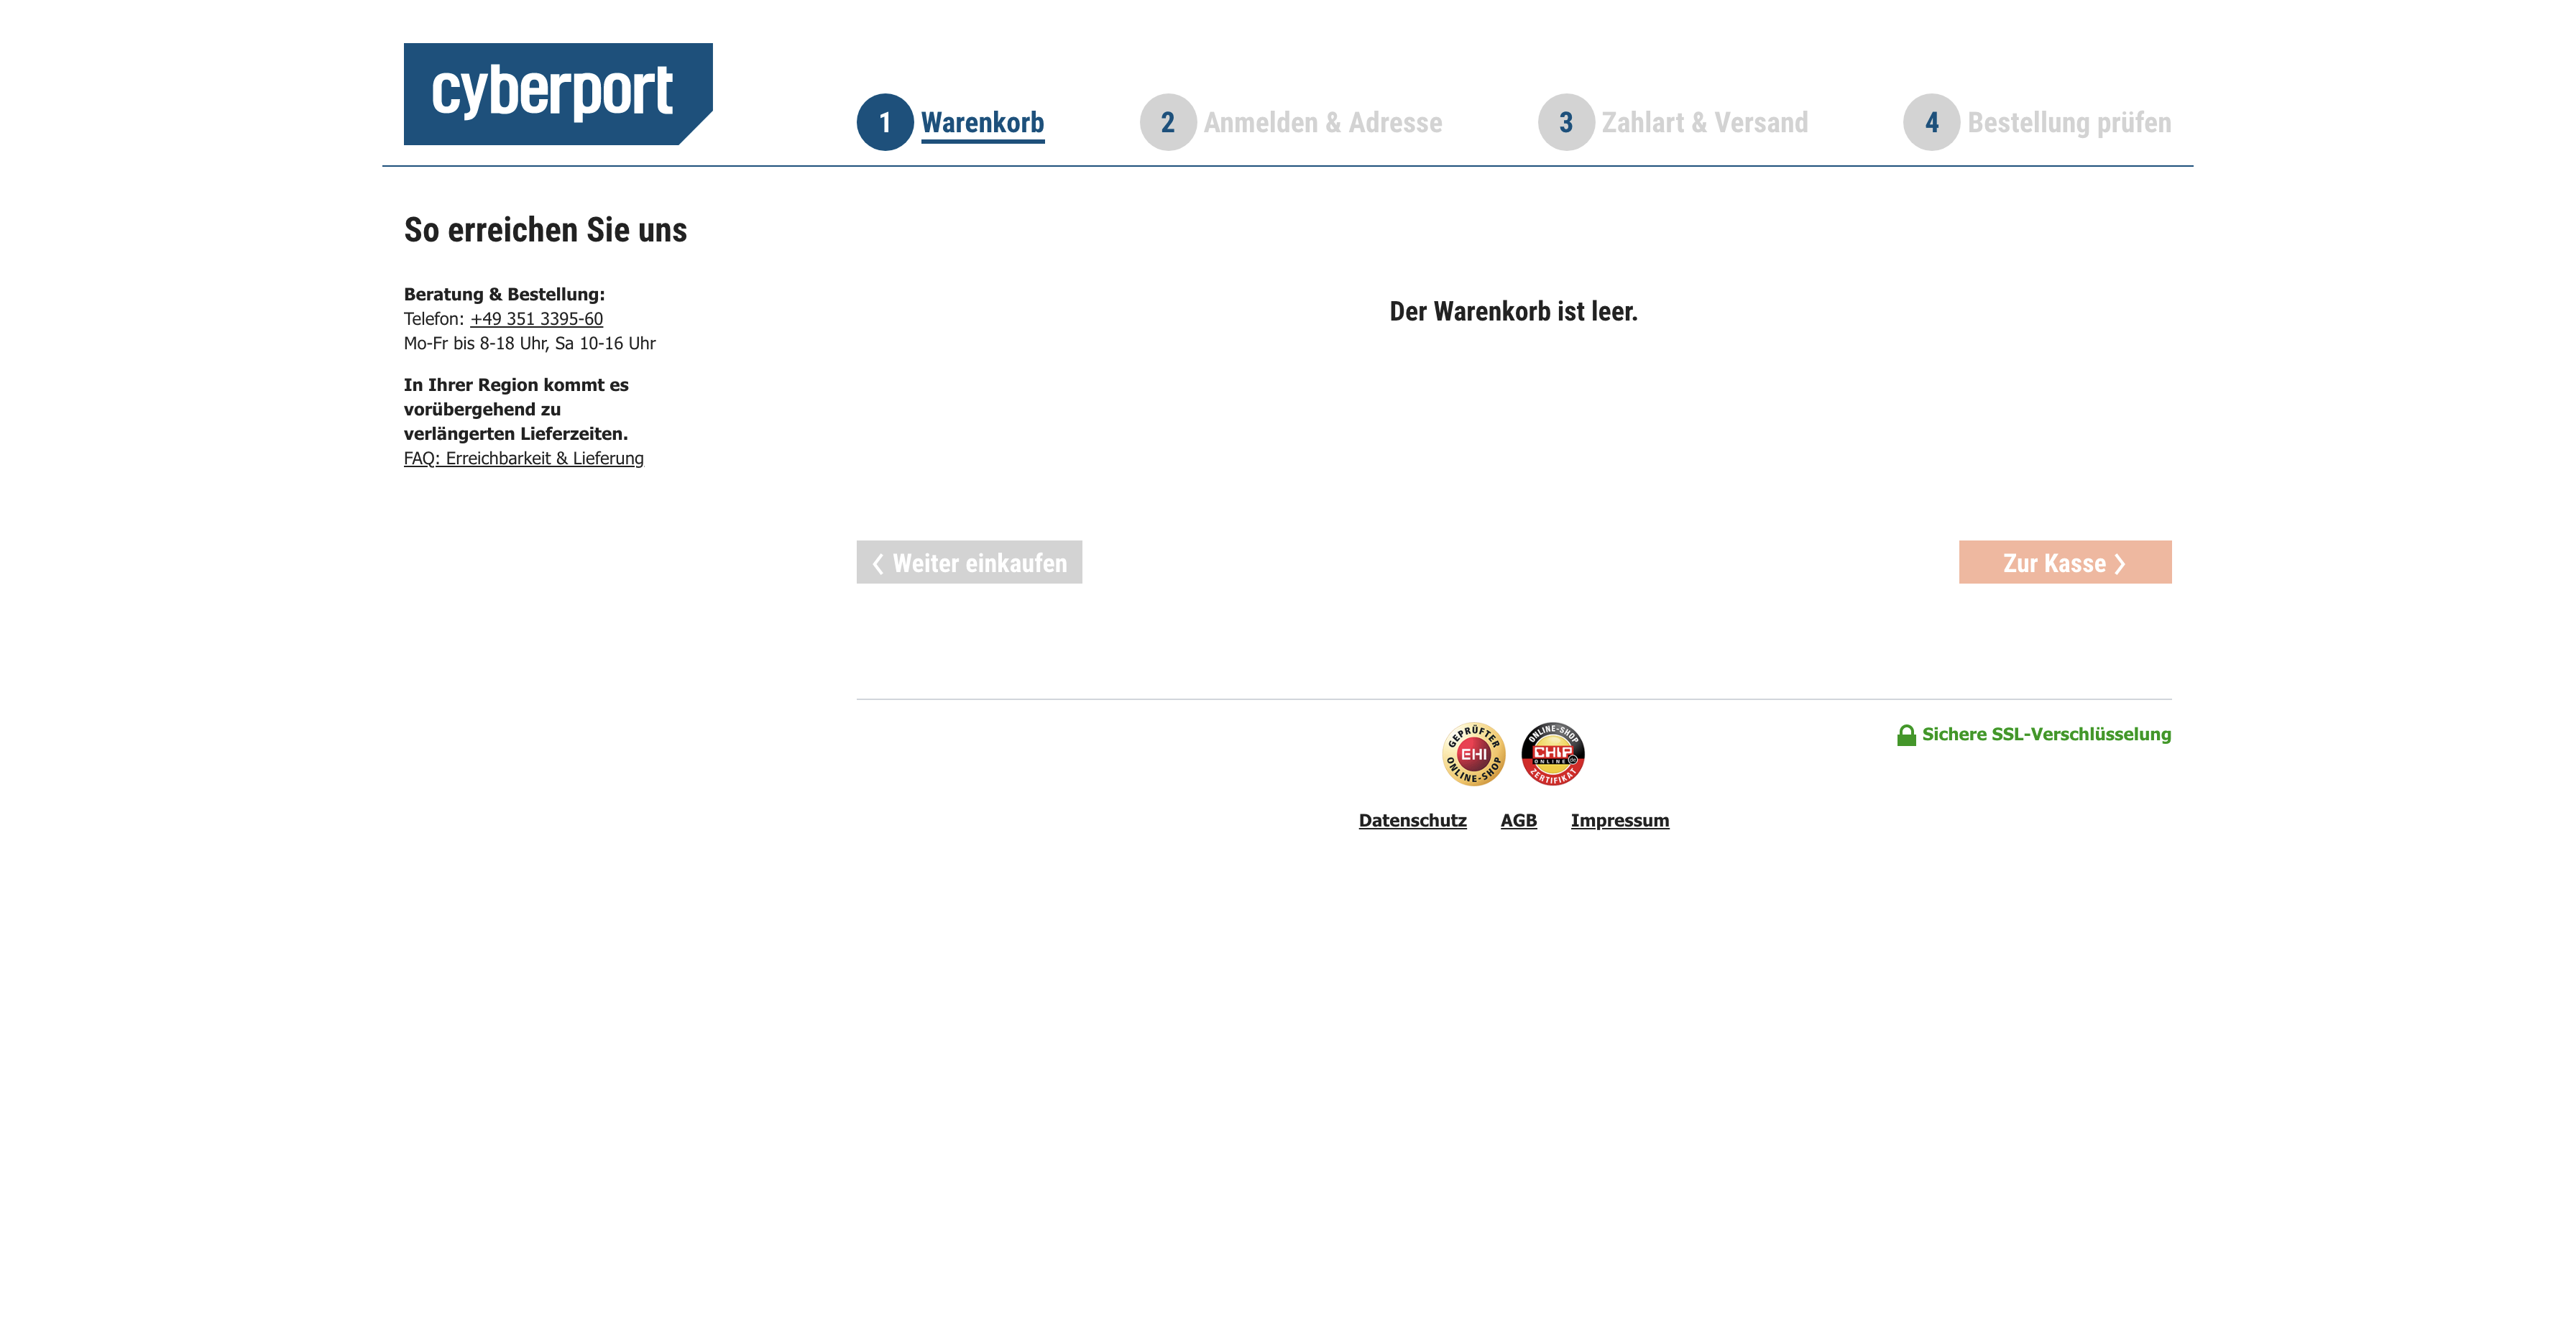 cyberport
1 Warenkorb
2 Anmelden & Adresse
3 Zahlart & Versand
4 Bestellung prüfen
So erreichen Sie uns
Beratung & Bestellung:
Telefon: +49 351 3395-60
Mo-Fr bis 8-18 Uhr, Sa 10-16 Uhr
In Ihrer Region kommt es
vorübergehend zu
verlängerten Lieferzeiten.
FAQ: Erreichbarkeit & Lieferung
Der Warenkorb ist leer.
Weiter einkaufen
Zur Kasse
GEPRÜFTER
EHI
ONLINE-SHOP
ONLINE-SHOP
CHIP
ONLINE
ZERTIFIKAT
Sichere SSL-Verschlüsselung
Datenschutz AGB Impressum